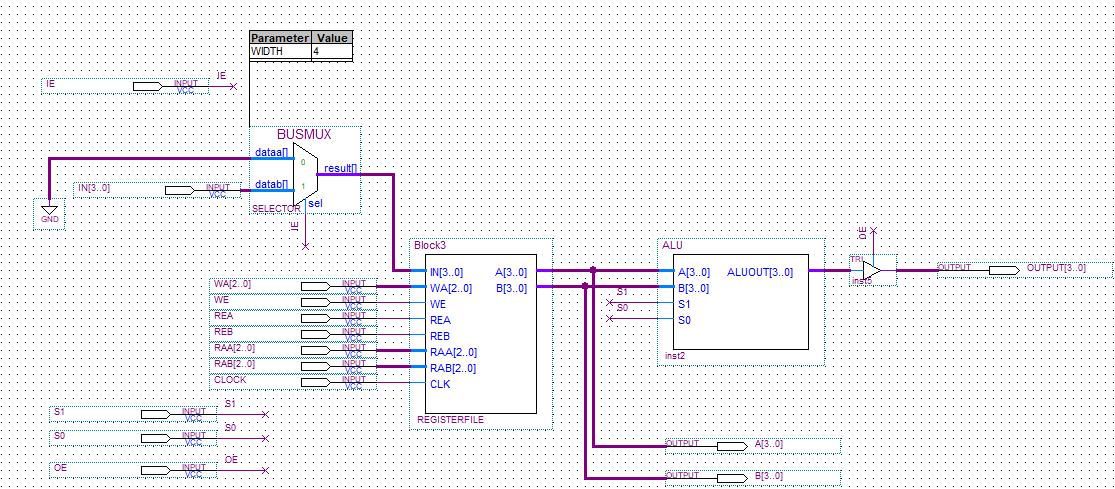 Parameter Value
WIDTH 4
IE INPUT VCC IE
BUSMUX
dataa[] 0
result[]
IN[3..0] INPUT VCC datab[] 1
sel
SELECTOR
GND
IE
OE
Block3
ALU
TRI
inst5
IN[3..0] A[3..0]
A[3..0] ALUOUT[3..0]
OUTPUT OUTPUT[3..0]
WA[2..0] INPUT VCC WA[2..0] B[3..0]
B[3..0]
WE INPUT VCC WE
S1 S1
REA INPUT VCC REA
S0 S0
REB INPUT VCC REB
RAA[2..0] INPUT VCC RAA[2..0]
inst2
RAB[2..0] INPUT VCC RAB[2..0]
CLOCK INPUT VCC CLK
REGISTERFILE
S1 INPUT VCC S1
S0 INPUT VCC S0
OUTPUT A[3..0]
OE INPUT VCC OE
OUTPUT B[3..0]